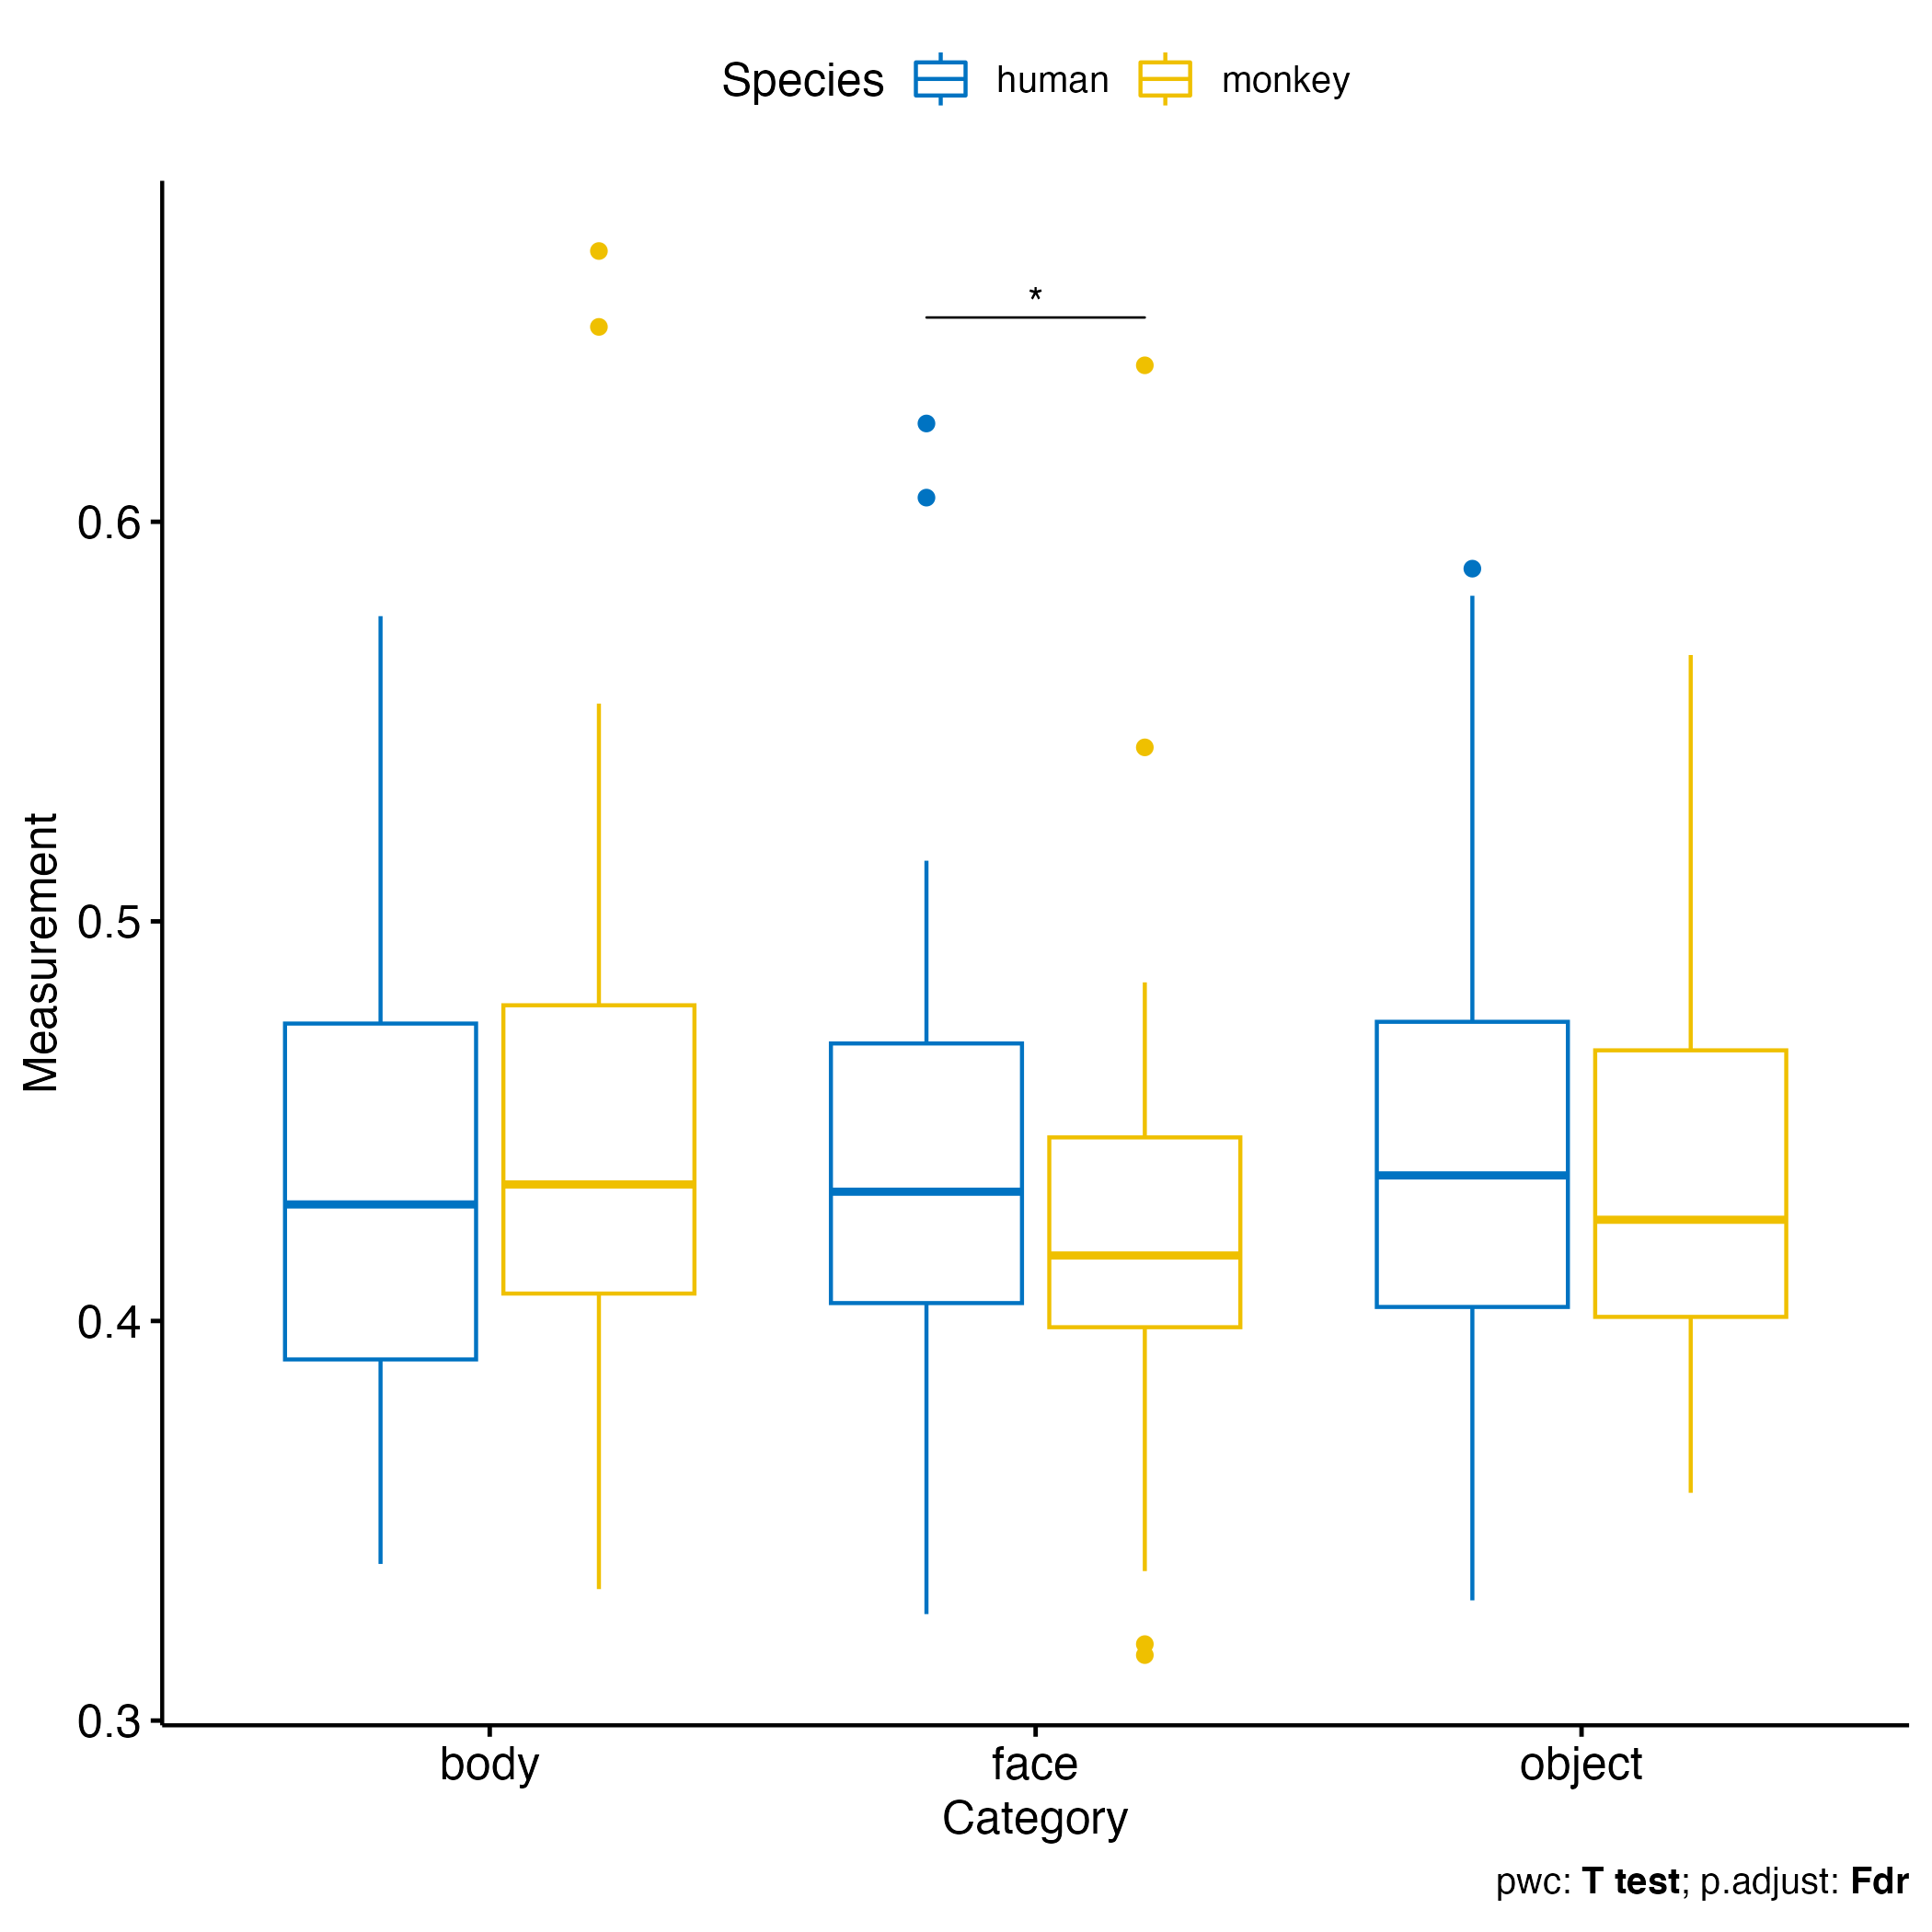 Species human monkey
*
Measurement
0.6
0.5
0.4
0.3
body face object
Category
pwc: T test; p.adjust: Fdr